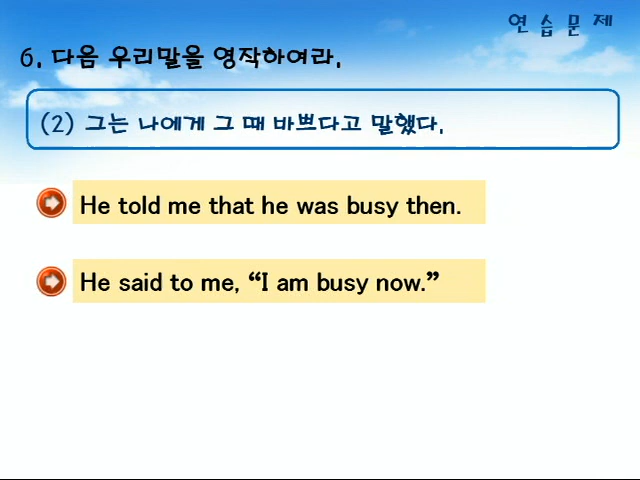 연 습 문 제
6. 다음 우리말을 영작하여라.
(2) 그는 나에게 그 때 바쁘다고 말했다.
He told me that he was busy then.
He said to me, “I am busy now.”